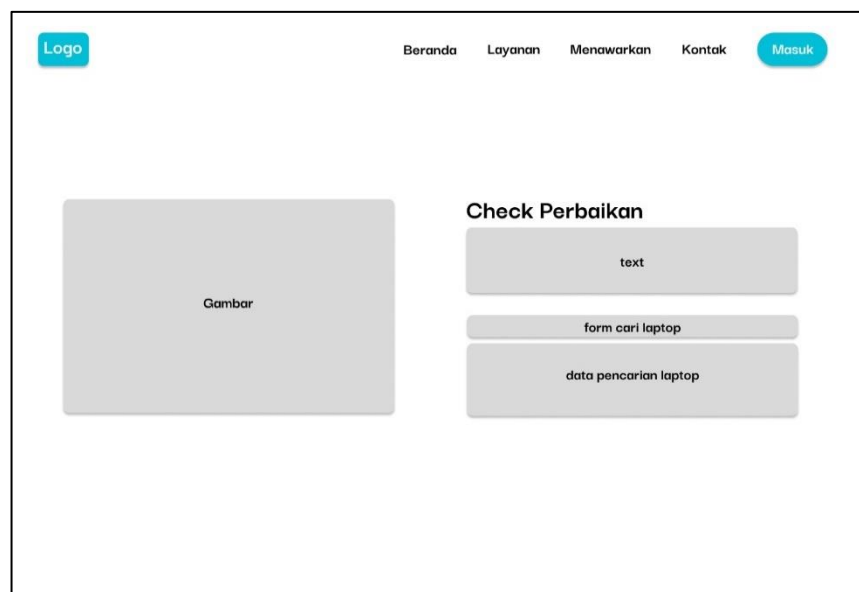 Logo
Beranda Layanan Menawarkan Kontak Masuk
Check Perbaikan
text
Gambar
form cari laptop
data pencarian laptop